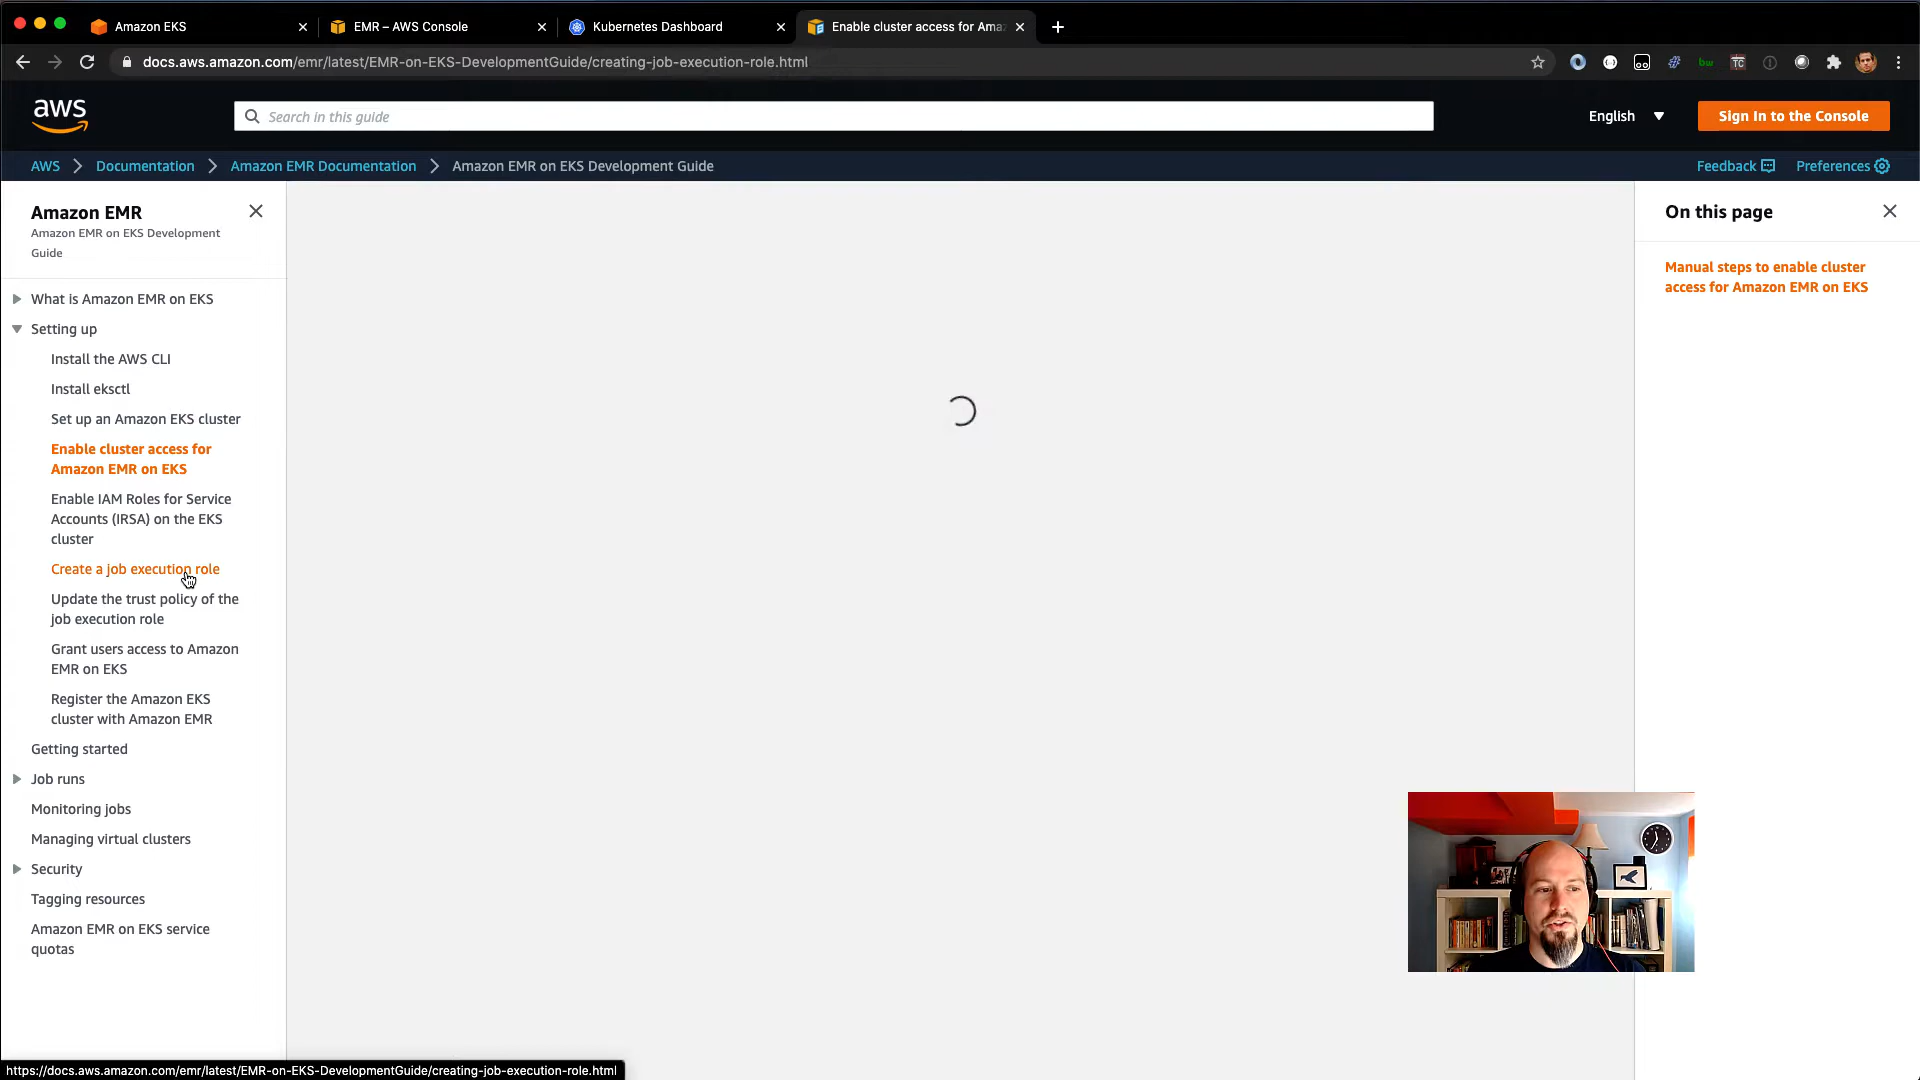 Amazon EKS
EMR – AWS Console
Kubernetes Dashboard
Enable cluster access for Amaz
docs.aws.amazon.com/emr/latest/EMR-on-EKS-DevelopmentGuide/creating-job-execution-role.html
bw
TC
aws
Search in this guide
English
Sign In to the Console
AWS
Documentation
Amazon EMR Documentation
Amazon EMR on EKS Development Guide
Feedback
Preferences
Amazon EMR
Amazon EMR on EKS Development
Guide
What is Amazon EMR on EKS
Setting up
Install the AWS CLI
Install eksctl
Set up an Amazon EKS cluster
Enable cluster access for
Amazon EMR on EKS
Enable IAM Roles for Service
Accounts (IRSA) on the EKS
cluster
Create a job execution role
Update the trust policy of the
job execution role
Grant users access to Amazon
EMR on EKS
Register the Amazon EKS
cluster with Amazon EMR
Getting started
Job runs
Monitoring jobs
Managing virtual clusters
Security
Tagging resources
Amazon EMR on EKS service
quotas
On this page
Manual steps to enable cluster
access for Amazon EMR on EKS
https://docs.aws.amazon.com/emr/latest/EMR-on-EKS-DevelopmentGuide/creating-job-execution-role.html